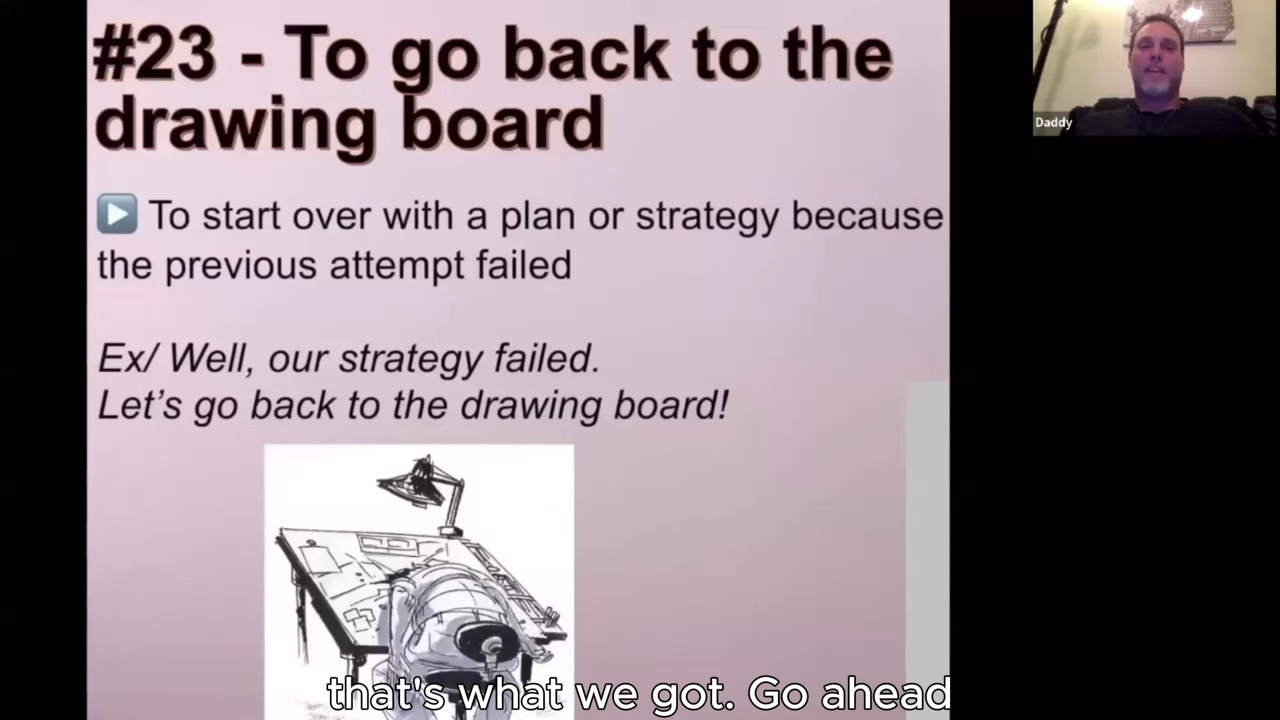 #23 - To go back to the
drawing board
To start over with a plan or strategy because
the previous attempt failed
Ex/ Well, our strategy failed.
Let's go back to the drawing board!
that's what we got. Go ahead
Daddy